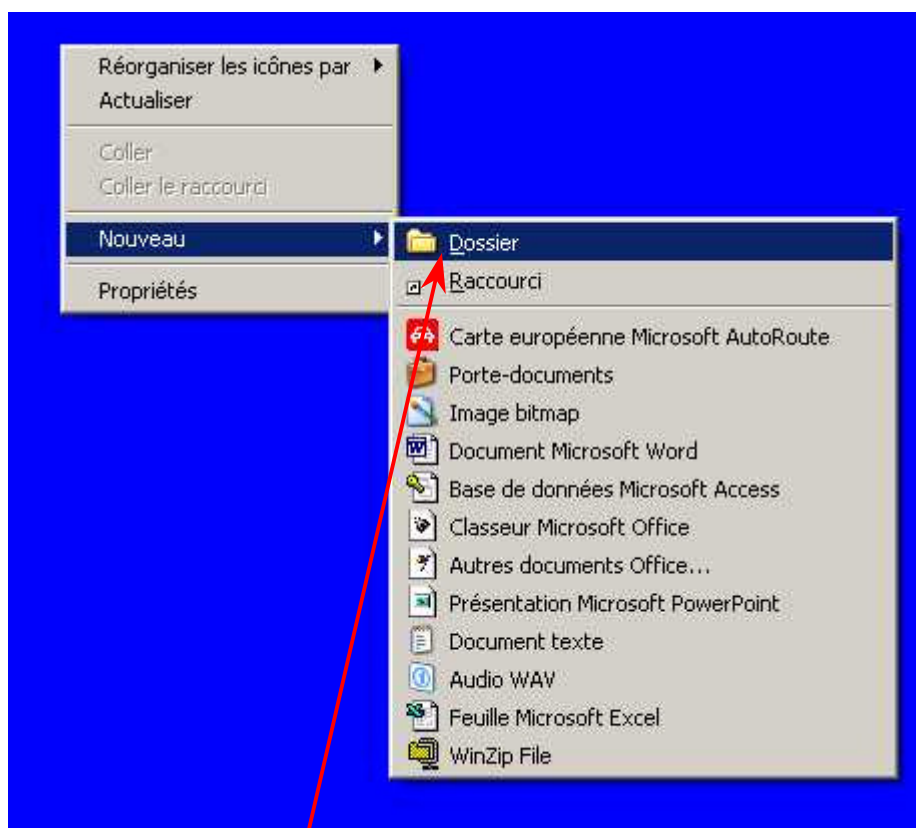 Réorganiser les icônes par
Actualiser
Coller
Coller le raccourci
Nouveau
Propriétés
Dossier
Raccourci
Carte européenne Microsoft AutoRoute
Porte-documents
Image bitmap
Document Microsoft Word
Base de données Microsoft Access
Classeur Microsoft Office
Autres documents Office...
Présentation Microsoft PowerPoint
Document texte
Audio WAV
Feuille Microsoft Excel
WinZip File